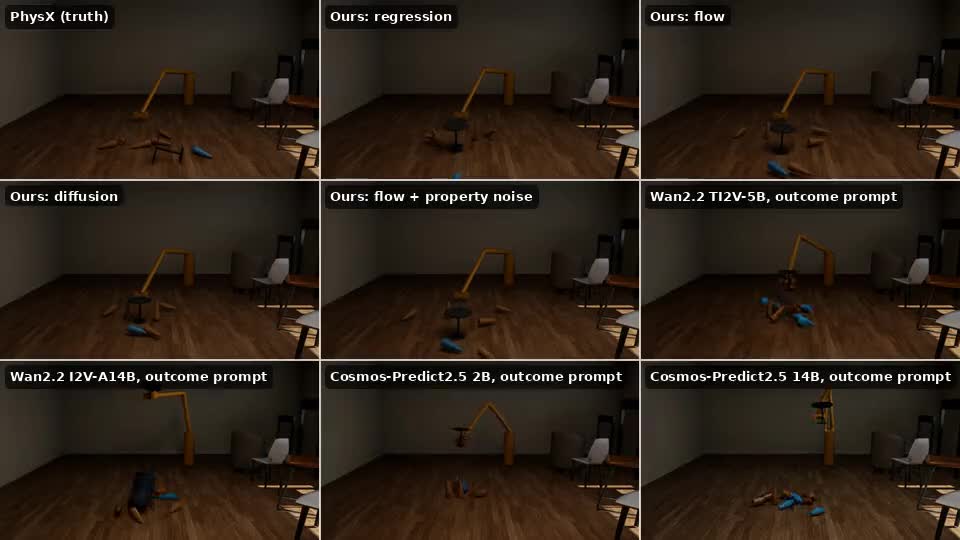 PhysX (truth)
Ours: regression
Ours: flow
Ours: diffusion
Ours: flow + property noise
Wan2.2 TI2V-5B, outcome prompt
Wan2.2 I2V-A14B, outcome prompt
Cosmos-Predict2.5 2B, outcome prompt
Cosmos-Predict2.5 14B, outcome prompt